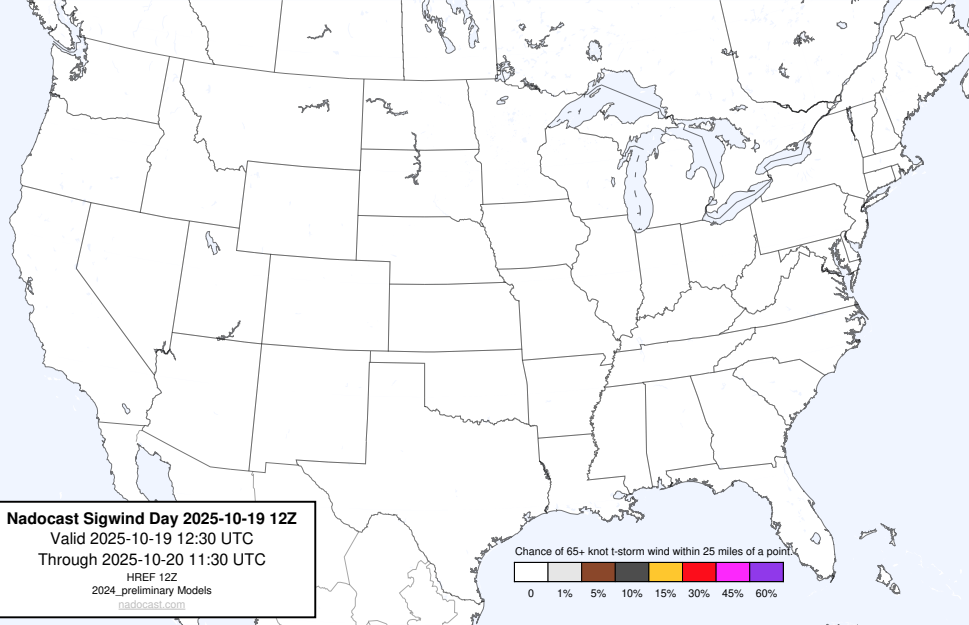 Nadocast Sigwind Day 2025-10-19 12Z
Valid 2025-10-19 12:30 UTC
Through 2025-10-20 11:30 UTC
HREF 12Z
2024_preliminary Models
nadocast.com
Chance of 65+ knot t-storm wind within 25 miles of a point.
0 1% 5% 10% 15% 30% 45% 60%